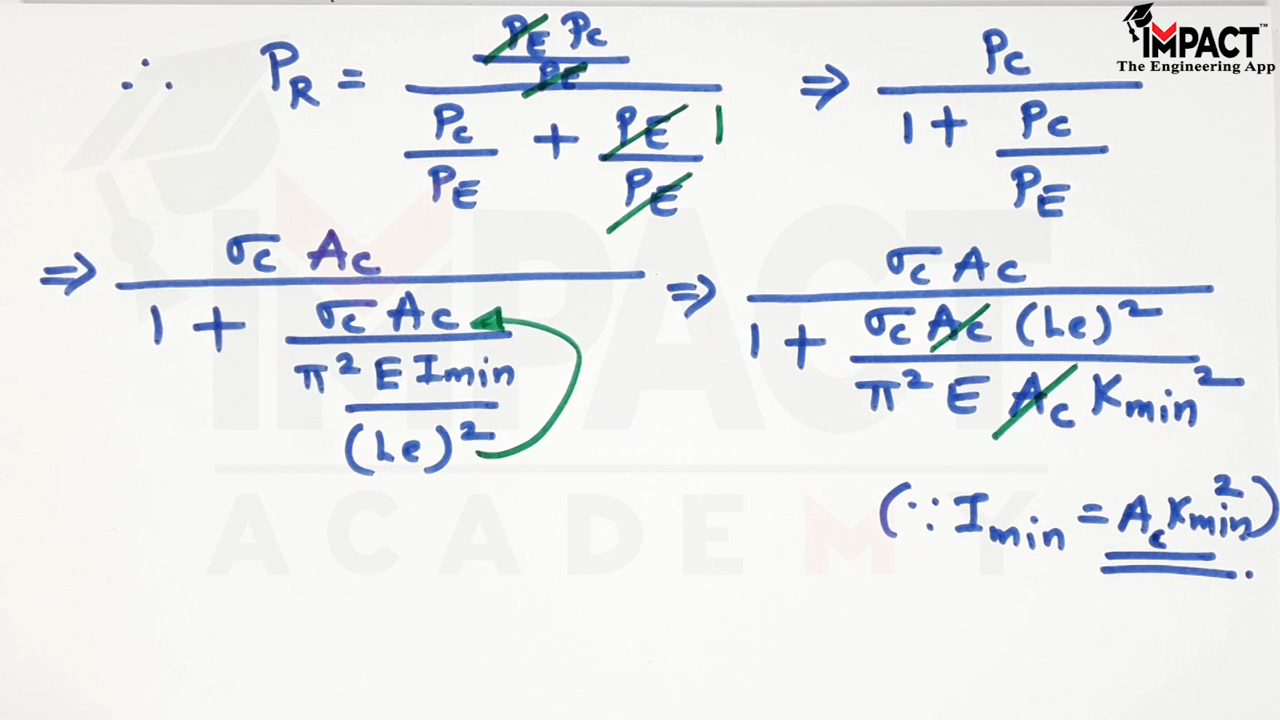 IMPACT™
The Engineering App
∴ P_R = (P_E P_C / P_E) / (P_C / P_E + P_E / P_E 1) ⇒ P_C / (1 + P_C / P_E)
⇒ σ_c A_c / (1 + σ_c A_c / (π² E I_min / (Le)²)) ⇒ σ_c A_c / (1 + σ_c A_c (Le)² / (π² E A_c K_min²))
(∵ I_min = A_c K_min²).
IMPACT
ACADEMY